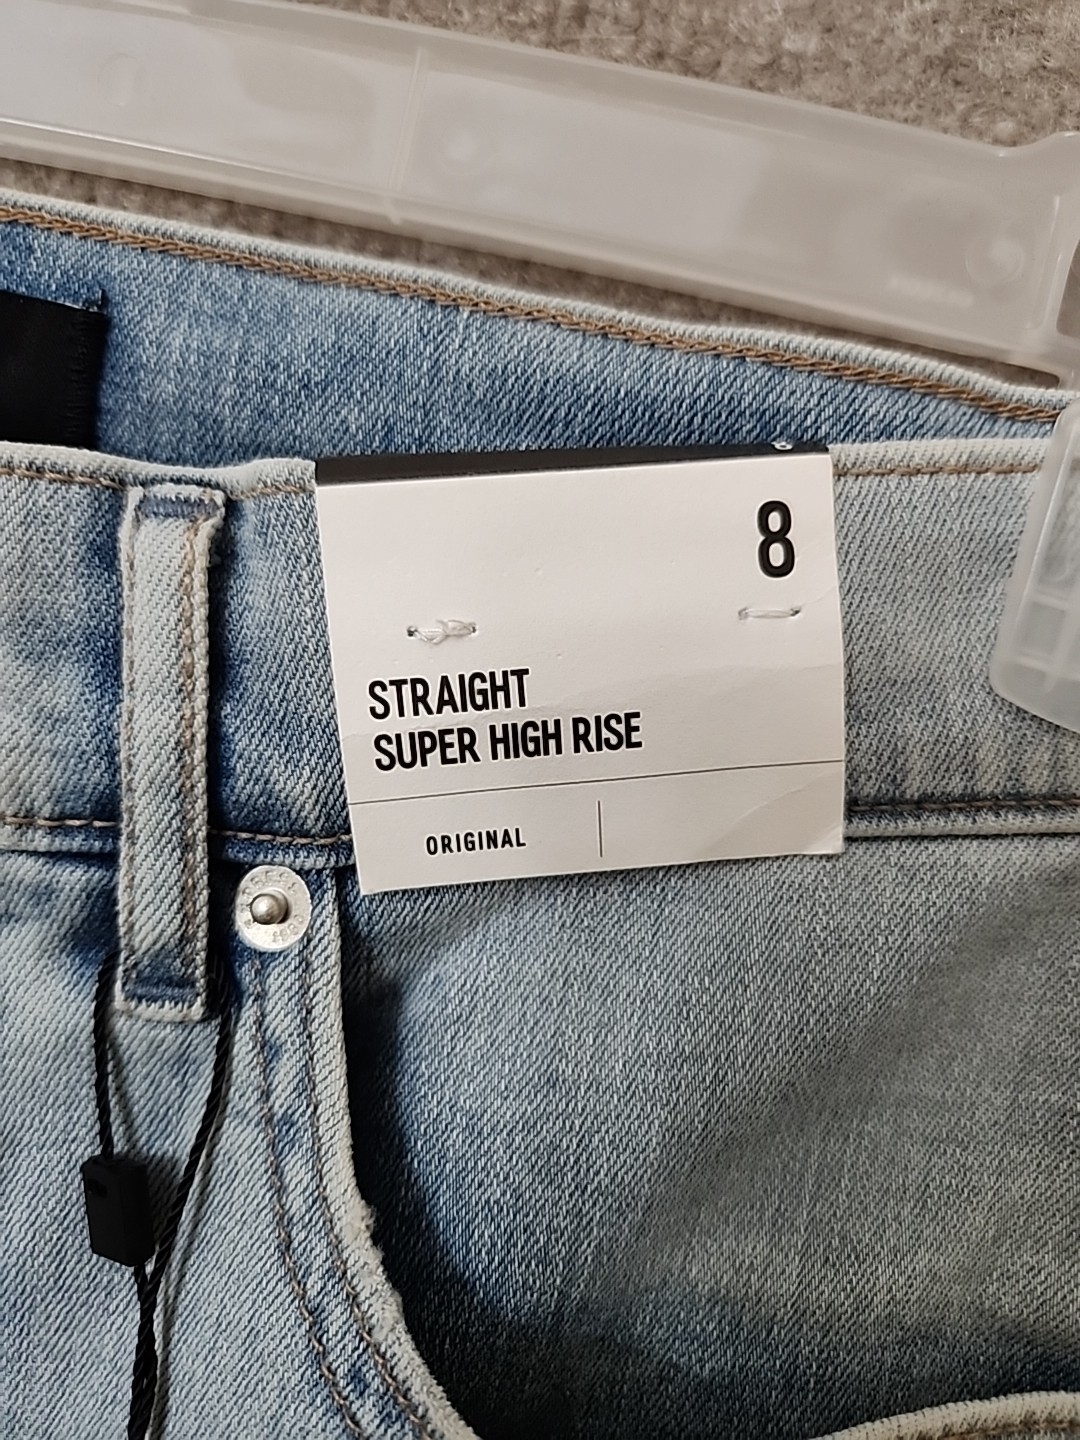 8
STRAIGHT
SUPER HIGH RISE
ORIGINAL